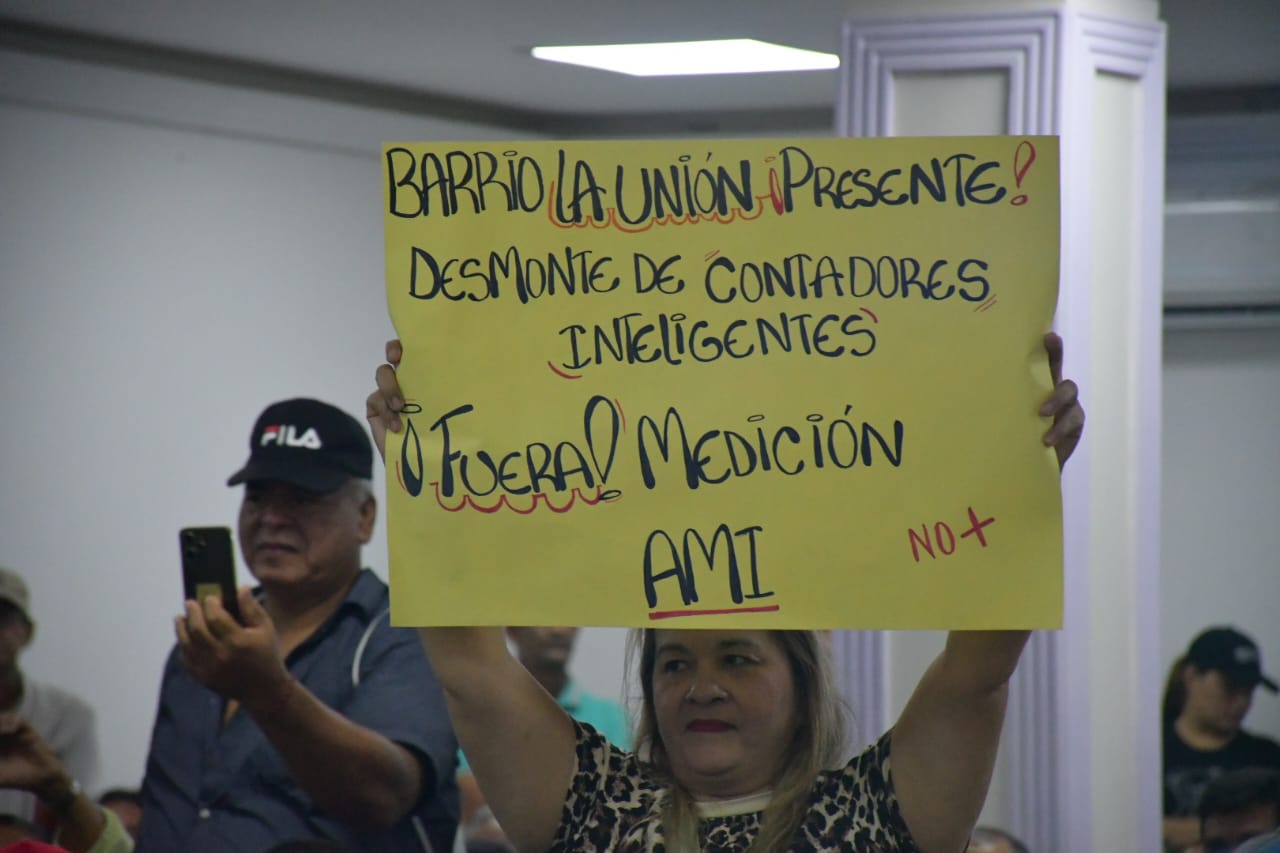 BARRIO LA UNIÓN ¡PRESENTE!
DESMONTE DE CONTADORES
INTELIGENTES
¡FUERA! MEDICIÓN
AMI
NO+
FILA